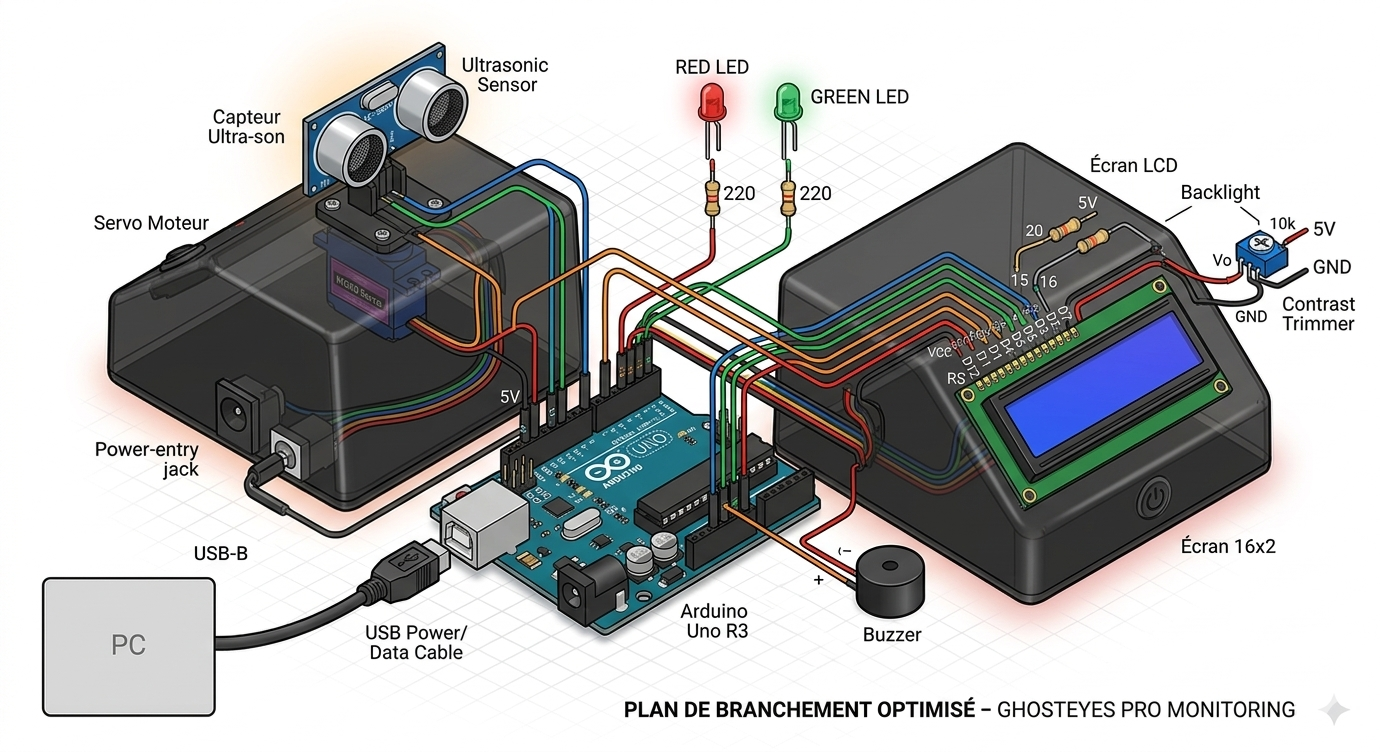 Ultrasonic
Sensor
Capteur
Ultra-son
RED LED
GREEN LED
220
220
Servo Moteur
Écran LCD
Backlight
5V
20
10k
5V
Vo
GND
15
16
GND
Contrast
Trimmer
Vcc
RS
5V
Power-entry
jack
UNO
ARDUINO
USB-B
Écran 16x2
PC
USB Power/
Data Cable
Arduino
Uno R3
+
Buzzer
PLAN DE BRANCHEMENT OPTIMISÉ – GHOSTEYES PRO MONITORING